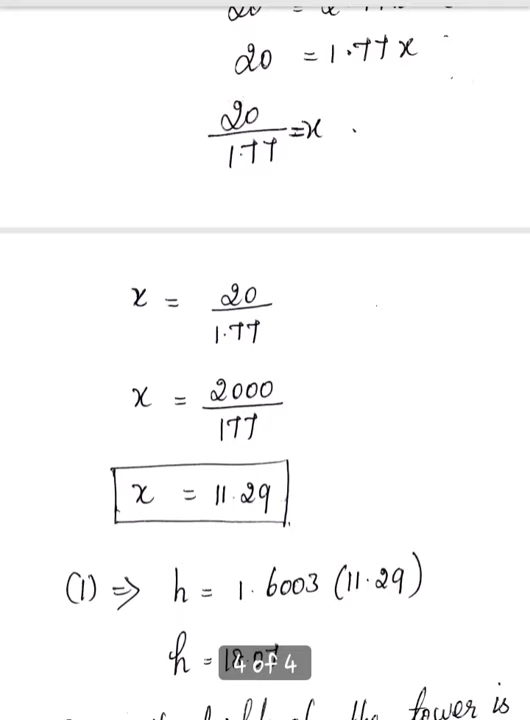 20 = 1.77x
20/1.77 = x
x = 20/1.77
x = 2000/177
x = 11.29
(1) ⇒ h = 1.6003 (11.29)
h =
4 of 4
the tower is